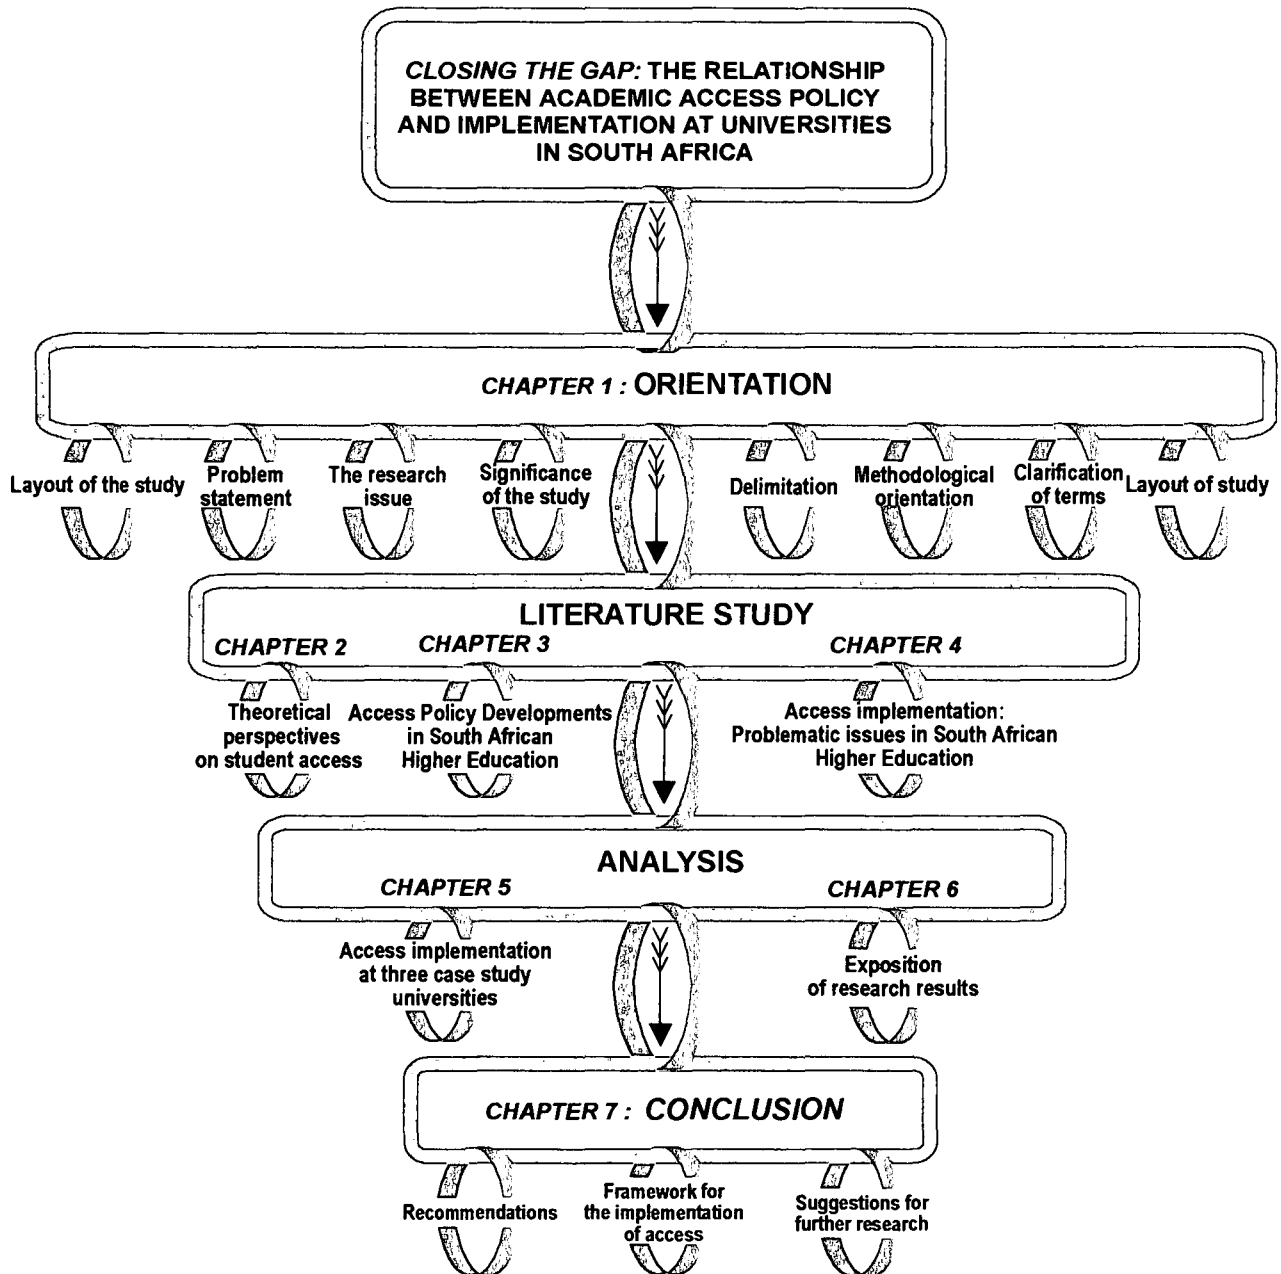 CLOSING THE GAP: THE RELATIONSHIP
BETWEEN ACADEMIC ACCESS POLICY
AND IMPLEMENTATION AT UNIVERSITIES
IN SOUTH AFRICA
CHAPTER 1 : ORIENTATION
Layout of the study
Problem
statement
The research
issue
Significance
of the study
Delimitation
Methodological
orientation
Clarification
of terms
Layout of study
LITERATURE STUDY
CHAPTER 2
Theoretical
perspectives
on student access
CHAPTER 3
Access Policy Developments
in South African
Higher Education
CHAPTER 4
Access implementation:
Problematic issues in South African
Higher Education
ANALYSIS
CHAPTER 5
Access implementation
at three case study
universities
CHAPTER 6
Exposition
of research results
CHAPTER 7 : CONCLUSION
Recommendations
Framework for
the implementation
of access
Suggestions for
further research